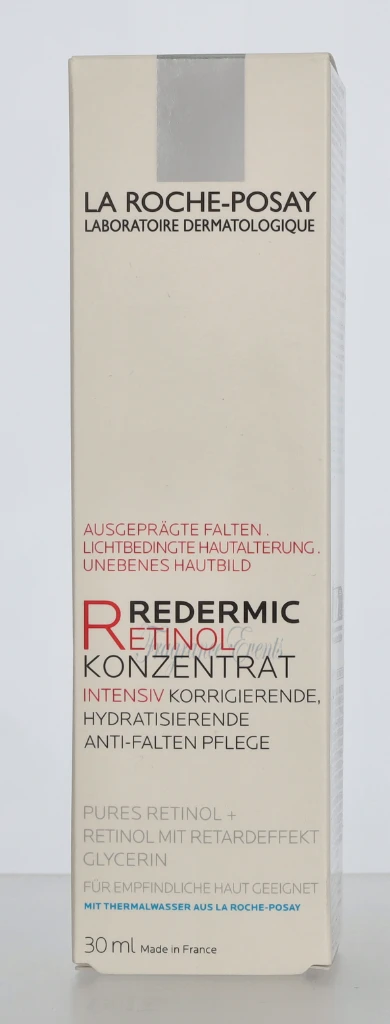 LA ROCHE-POSAY
LABORATOIRE DERMATOLOGIQUE
AUSGEPRÄGTE FALTEN.
LICHTBEDINGTE HAUTALTERUNG.
UNEBENES HAUTBILD
REDERMIC
RETINOL
KONZENTRAT
INTENSIV KORRIGIERENDE,
HYDRATISIERENDE
ANTI-FALTEN PFLEGE
PURES RETINOL +
RETINOL MIT RETARDEFFEKT
GLYCERIN
FÜR EMPFINDLICHE HAUT GEEIGNET
MIT THERMALWASSER AUS LA ROCHE-POSAY
30 ml Made in France